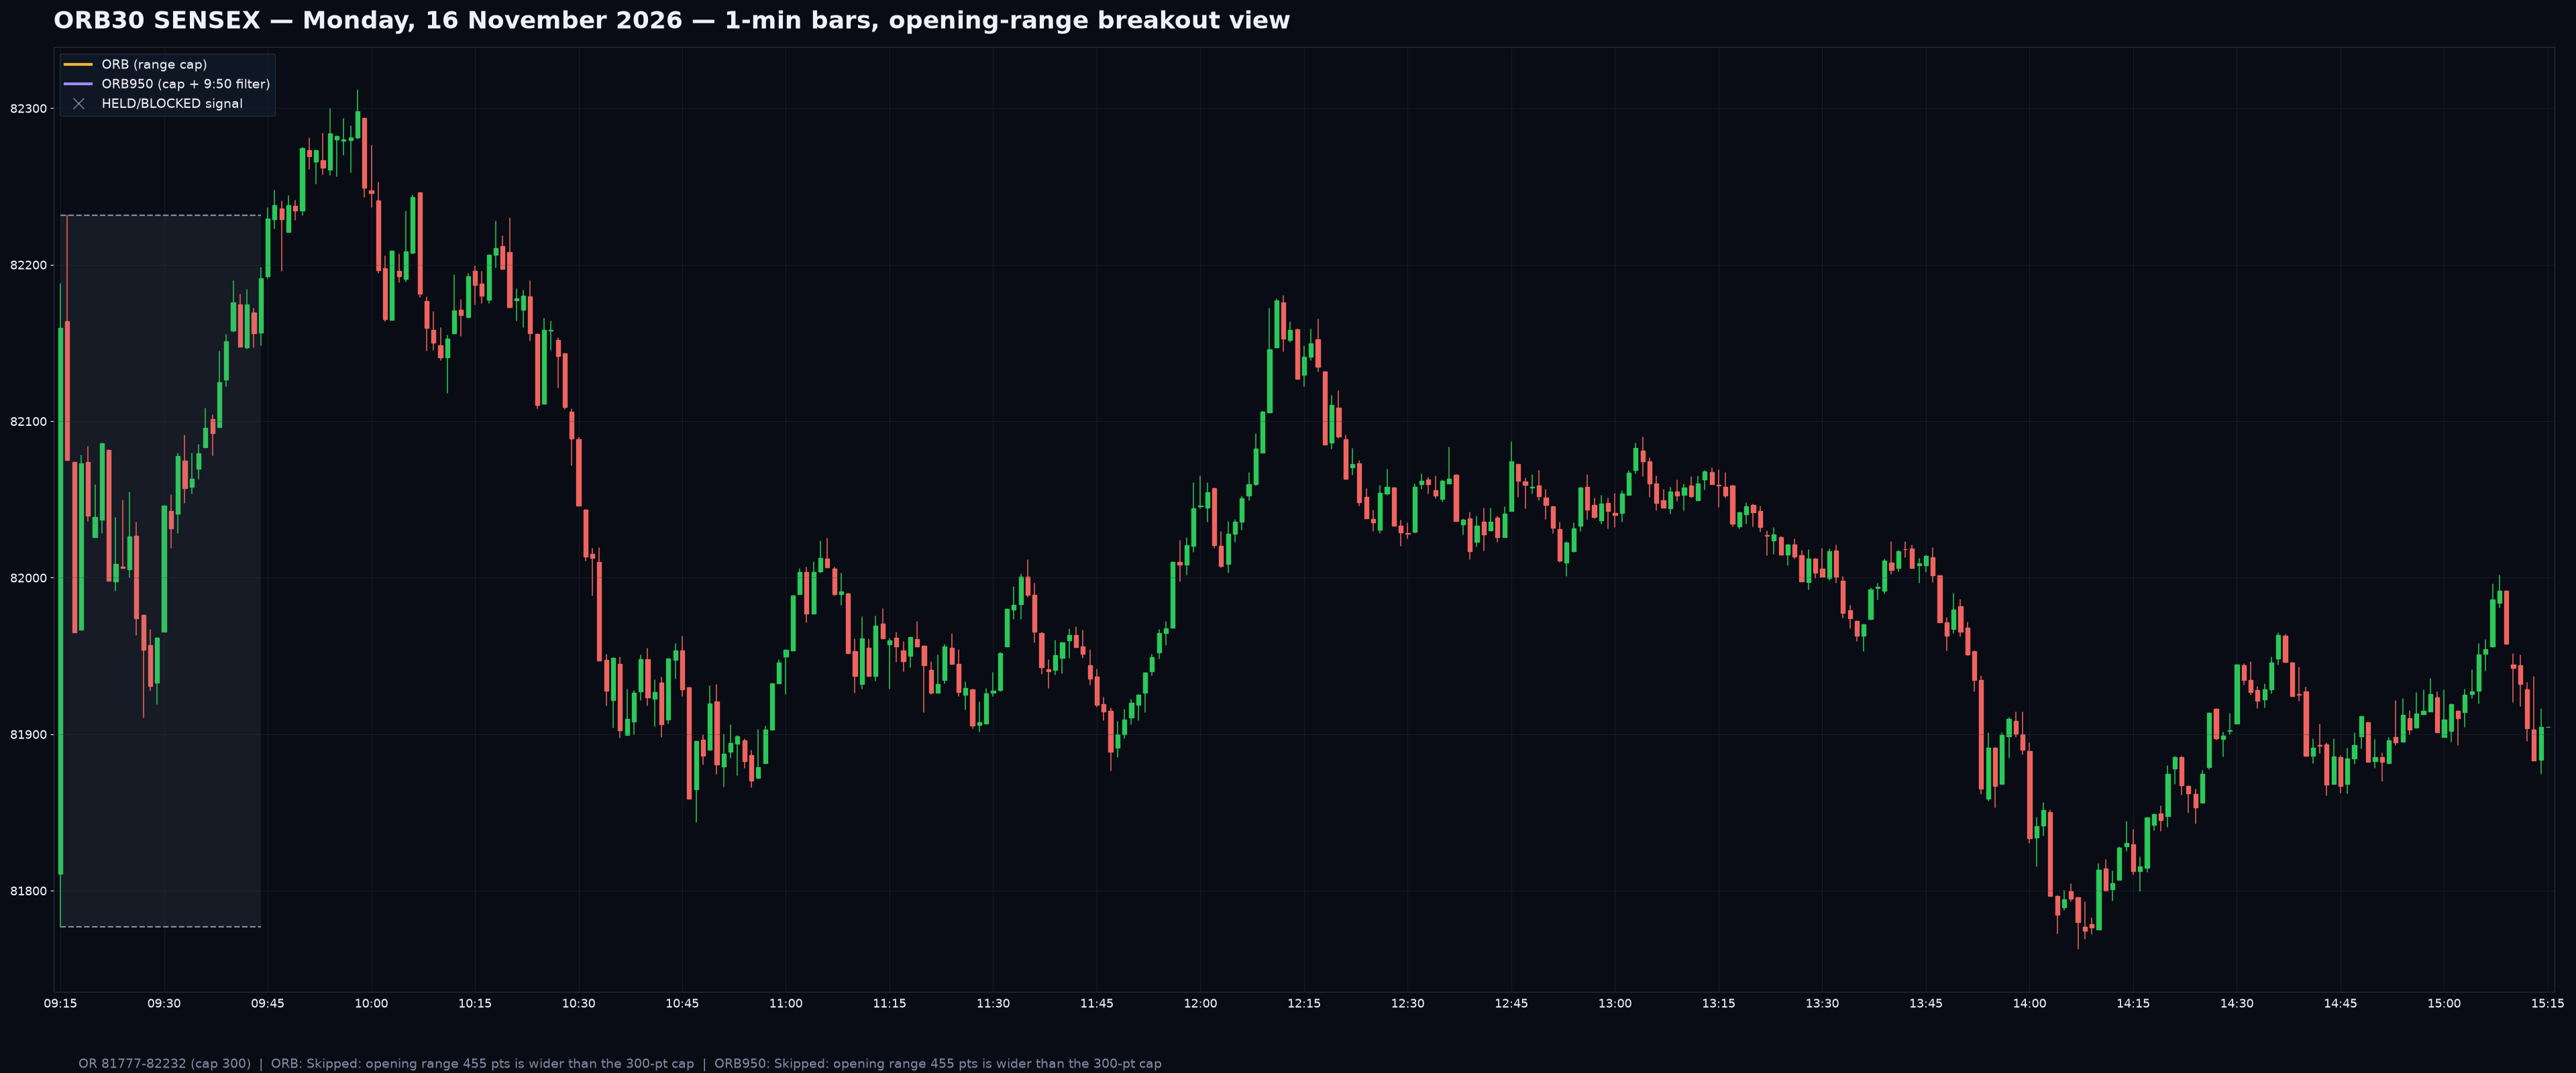 ORB30 SENSEX — Monday, 16 November 2026 — 1-min bars, opening-range breakout view
ORB (range cap)
ORB950 (cap + 9:50 filter)
HELD/BLOCKED signal
82300
82200
82100
82000
81900
81800
09:15 09:30 09:45 10:00 10:15 10:30 10:45 11:00 11:15 11:30 11:45 12:00 12:15 12:30 12:45 13:00 13:15 13:30 13:45 14:00 14:15 14:30 14:45 15:00 15:15
OR 81777-82232 (cap 300) | ORB: Skipped: opening range 455 pts is wider than the 300-pt cap | ORB950: Skipped: opening range 455 pts is wider than the 300-pt cap